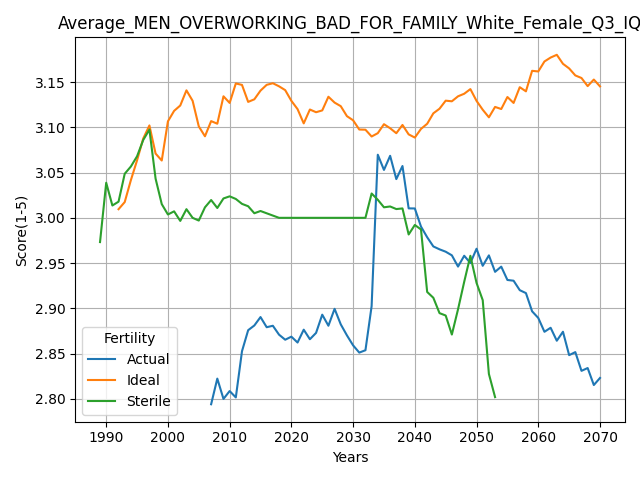 Average_MEN_OVERWORKING_BAD_FOR_FAMILY_White_Female_Q3_IQ
3.15
3.10
3.05
3.00
2.95
2.90
2.85
2.80
Score(1-5)
Fertility
Actual
Ideal
Sterile
1990 2000 2010 2020 2030 2040 2050 2060 2070
Years